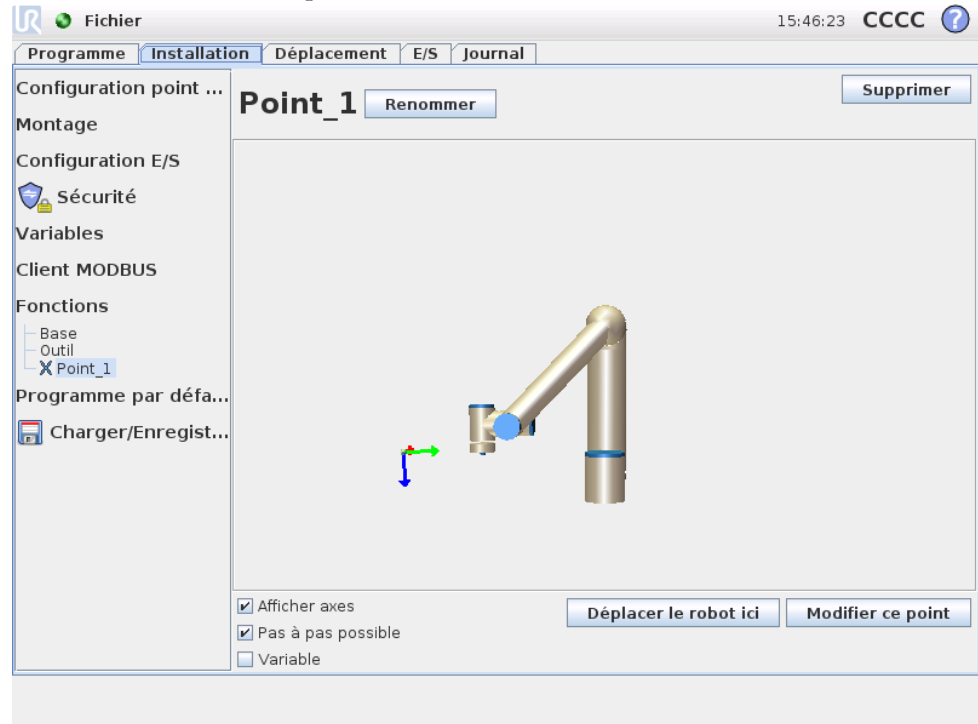 UR Fichier 15:46:23 CCCC ?
Programme Installation Déplacement E/S Journal
Configuration point ...
Point_1 Renommer
Supprimer
Montage
Configuration E/S
Sécurité
Variables
Client MODBUS
Fonctions
Base
Outil
Point_1
Programme par défa...
Charger/Enregist...
Afficher axes
Pas à pas possible
Variable
Déplacer le robot ici
Modifier ce point